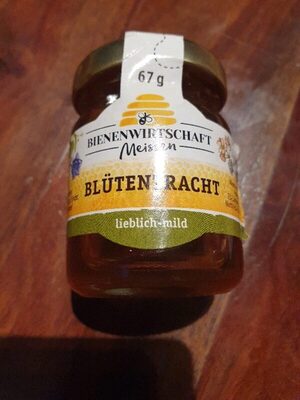 67 g
BIENENWIRTSCHAFT
Meissen
BLÜTENPRACHT
lieblich-mild